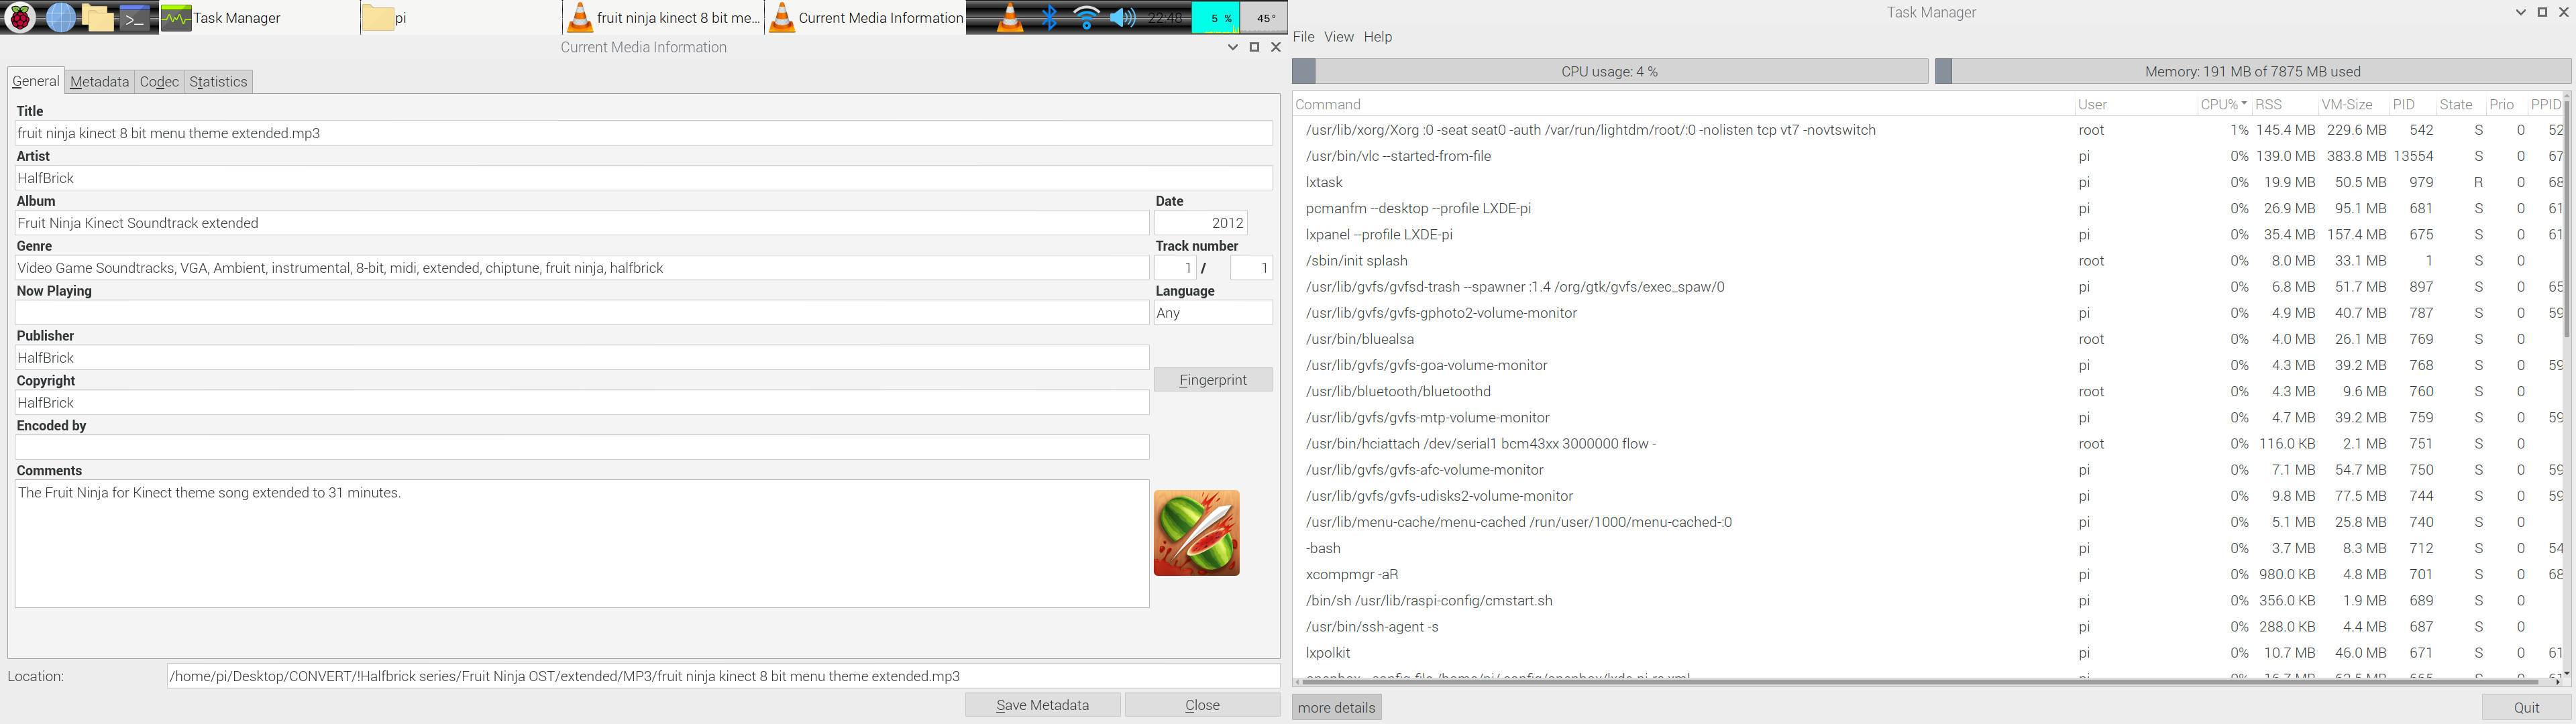 Task Manager
pi
fruit ninja kinect 8 bit me...
Current Media Information
22:48
5 %
45°
Current Media Information
General Metadata Codec Statistics
Title
fruit ninja kinect 8 bit menu theme extended.mp3
Artist
HalfBrick
Album
Date
Fruit Ninja Kinect Soundtrack extended
2012
Genre
Track number
Video Game Soundtracks, VGA, Ambient, instrumental, 8-bit, midi, extended, chiptune, fruit ninja, halfbrick
1 / 1
Now Playing
Language
Any
Publisher
HalfBrick
Copyright
Fingerprint
HalfBrick
Encoded by
Comments
The Fruit Ninja for Kinect theme song extended to 31 minutes.
Location: /home/pi/Desktop/CONVERT/!Halfbrick series/Fruit Ninja OST/extended/MP3/fruit ninja kinect 8 bit menu theme extended.mp3
Save Metadata Close
Task Manager
File View Help
CPU usage: 4 % Memory: 191 MB of 7875 MB used
Command User CPU% RSS VM-Size PID State Prio PPID
/usr/lib/xorg/Xorg :0 -seat seat0 -auth /var/run/lightdm/root/:0 -nolisten tcp vt7 -novtswitch root 1% 145.4 MB 229.6 MB 542 S 0 52
/usr/bin/vlc --started-from-file pi 0% 139.0 MB 383.8 MB 13554 S 0 67
lxtask pi 0% 19.9 MB 50.5 MB 979 R 0 68
pcmanfm --desktop --profile LXDE-pi pi 0% 26.9 MB 95.1 MB 681 S 0 61
lxpanel --profile LXDE-pi pi 0% 35.4 MB 157.4 MB 675 S 0 61
/sbin/init splash root 0% 8.0 MB 33.1 MB 1 S 0
/usr/lib/gvfs/gvfsd-trash --spawner :1.4 /org/gtk/gvfs/exec_spaw/0 pi 0% 6.8 MB 51.7 MB 897 S 0 65
/usr/lib/gvfs/gvfs-gphoto2-volume-monitor pi 0% 4.9 MB 40.7 MB 787 S 0 59
/usr/bin/bluealsa root 0% 4.0 MB 26.1 MB 769 S 0
/usr/lib/gvfs/gvfs-goa-volume-monitor pi 0% 4.3 MB 39.2 MB 768 S 0 59
/usr/lib/bluetooth/bluetoothd root 0% 4.3 MB 9.6 MB 760 S 0
/usr/lib/gvfs/gvfs-mtp-volume-monitor pi 0% 4.7 MB 39.2 MB 759 S 0 59
/usr/bin/hciattach /dev/serial1 bcm43xx 3000000 flow - root 0% 116.0 KB 2.1 MB 751 S 0
/usr/lib/gvfs/gvfs-afc-volume-monitor pi 0% 7.1 MB 54.7 MB 750 S 0 59
/usr/lib/gvfs/gvfs-udisks2-volume-monitor pi 0% 9.8 MB 77.5 MB 744 S 0 59
/usr/lib/menu-cache/menu-cached /run/user/1000/menu-cached-:0 pi 0% 5.1 MB 25.8 MB 740 S 0
-bash pi 0% 3.7 MB 8.3 MB 712 S 0 54
xcompmgr -aR pi 0% 980.0 KB 4.8 MB 701 S 0 68
/bin/sh /usr/lib/raspi-config/cmstart.sh pi 0% 356.0 KB 1.9 MB 689 S 0
/usr/bin/ssh-agent -s pi 0% 288.0 KB 4.4 MB 687 S 0
lxpolkit pi 0% 10.7 MB 46.0 MB 671 S 0 61
more details Quit